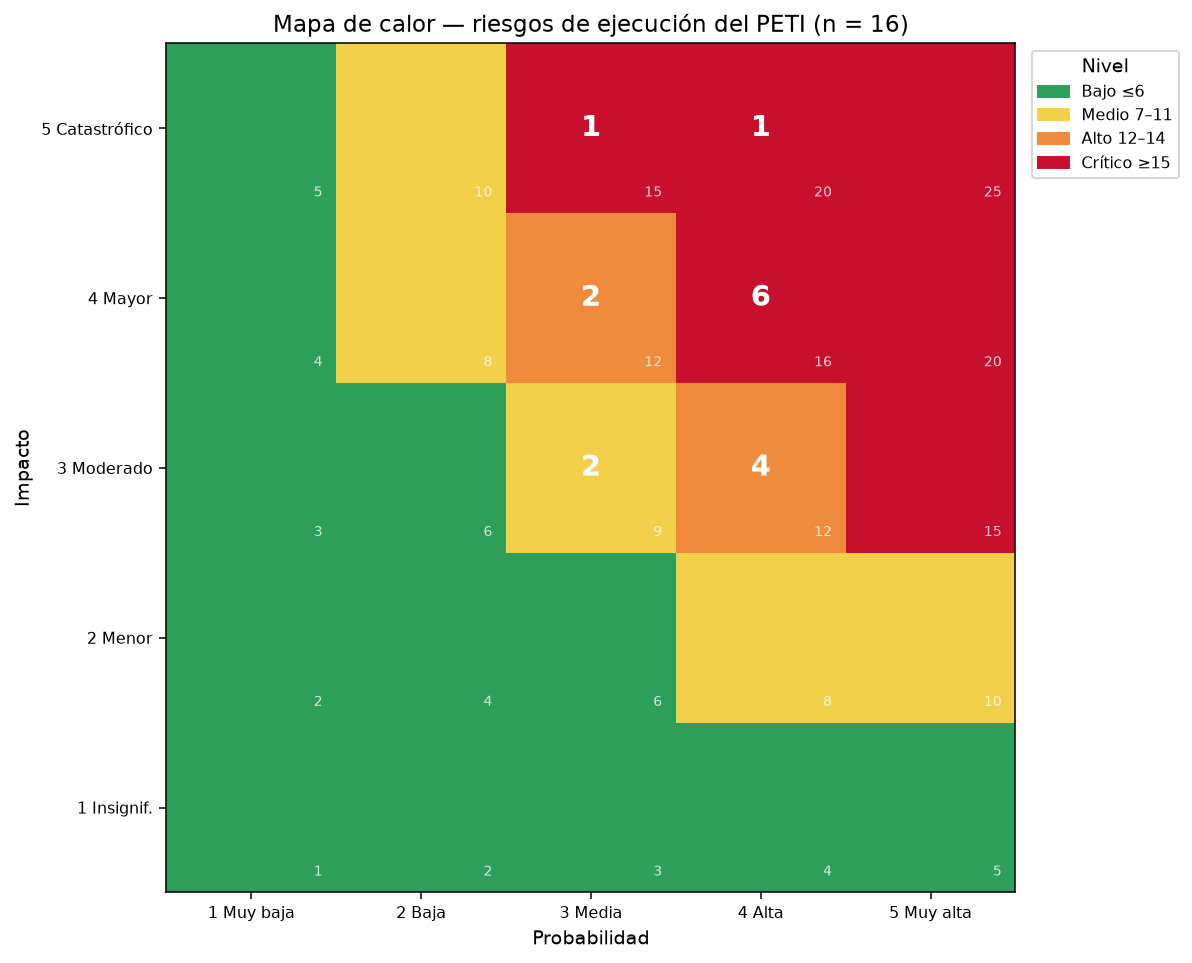 Mapa de calor — riesgos de ejecución del PETI (n = 16)
Nivel
Bajo ≤6
Medio 7–11
Alto 12–14
Crítico ≥15
Impacto
5 Catastrófico
1 1
5 10 15 20 25
4 Mayor
2 6
4 8 12 16 20
3 Moderado
2 4
3 6 9 12 15
2 Menor
2 4 6 8 10
1 Insignif.
1 2 3 4 5
1 Muy baja 2 Baja 3 Media 4 Alta 5 Muy alta
Probabilidad